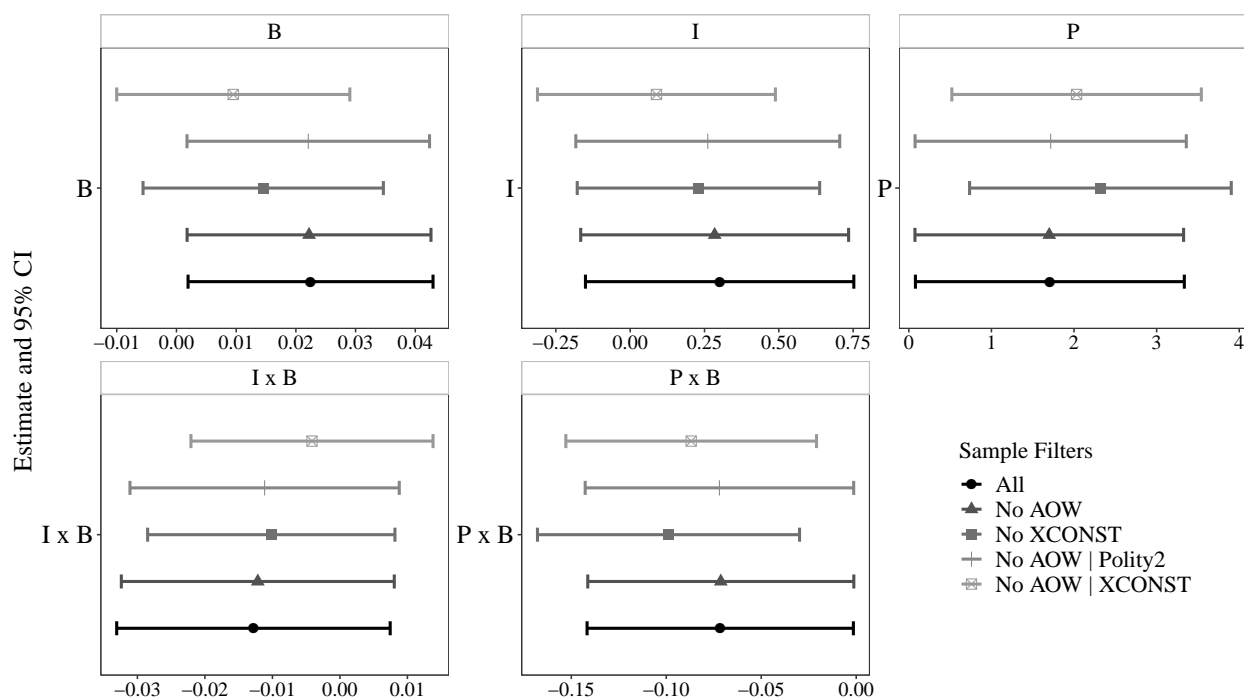 B
I
P
B
I
P
−0.01 0.00 0.01 0.02 0.03 0.04
−0.25 0.00 0.25 0.50 0.75
0 1 2 3 4
Estimate and 95% CI
I x B
P x B
I x B
P x B
−0.03 −0.02 −0.01 0.00 0.01
−0.15 −0.10 −0.05 0.00
Sample Filters
All
No AOW
No XCONST
No AOW | Polity2
No AOW | XCONST